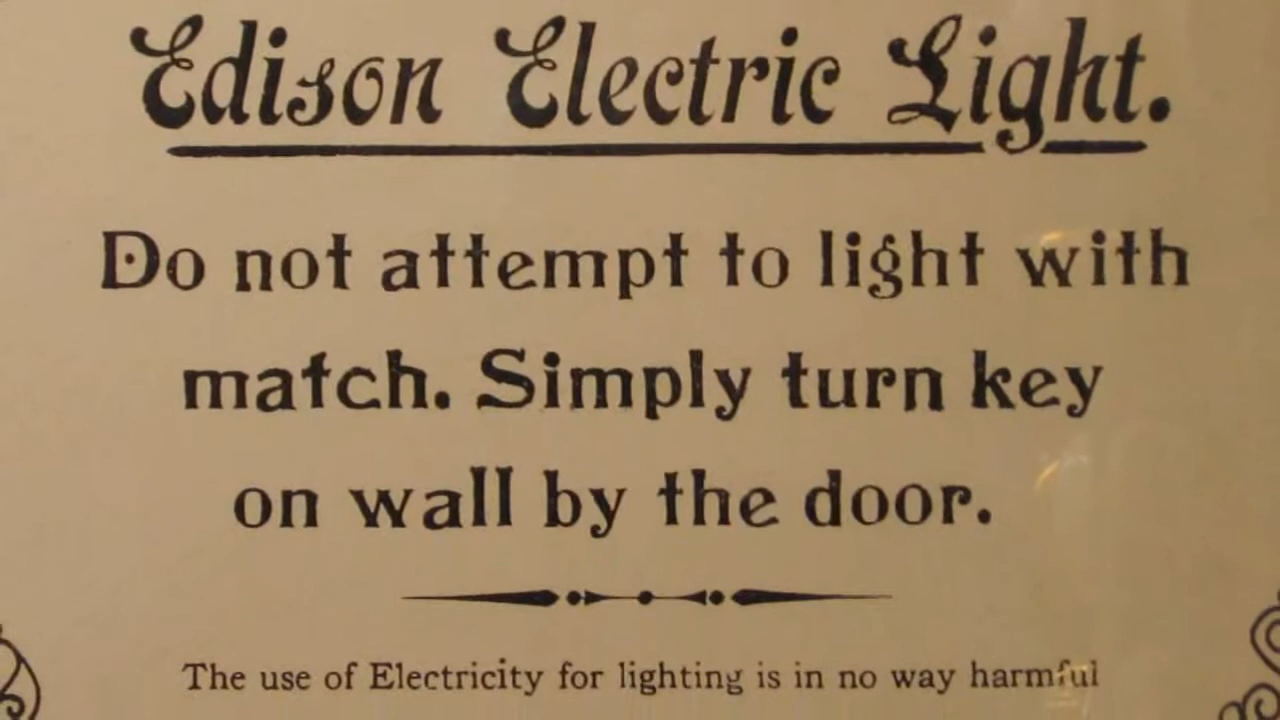 Edison Electric Light.
Do not attempt to light with
match. Simply turn key
on wall by the door.
The use of Electricity for lighting is in no way harmful